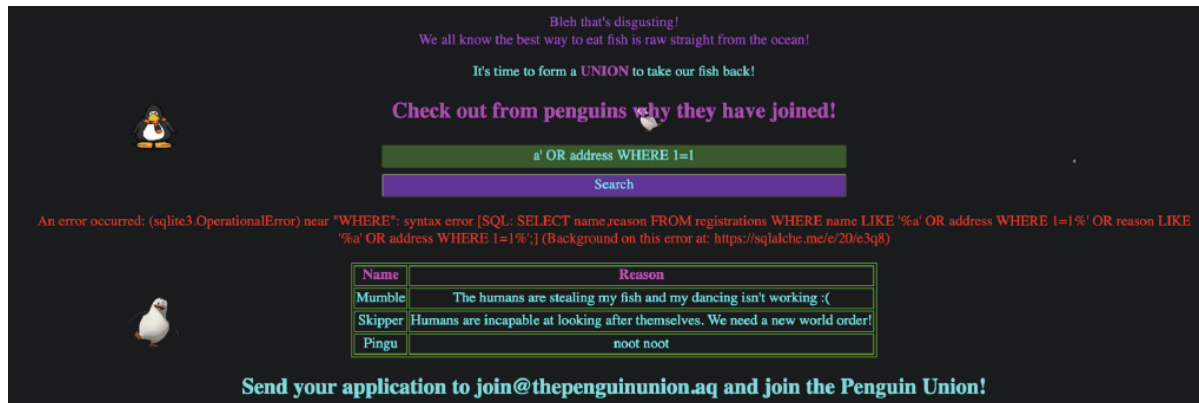 Bleh that's disgusting!
We all know the best way to eat fish is raw straight from the ocean!
It's time to form a UNION to take our fish back!
Check out from penguins why they have joined!
a' OR address WHERE 1=1
Search
An error occurred: (sqlite3.OperationalError) near "WHERE": syntax error [SQL: SELECT name,reason FROM registrations WHERE name LIKE '%a' OR address WHERE 1=1%' OR reason LIKE
'%a' OR address WHERE 1=1%';] (Background on this error at: https://sqlalche.me/e/20/e3q8)
Name Reason
Mumble The humans are stealing my fish and my dancing isn't working :(
Skipper Humans are incapable at looking after themselves. We need a new world order!
Pingu noot noot
Send your application to join@thepenguinunion.aq and join the Penguin Union!